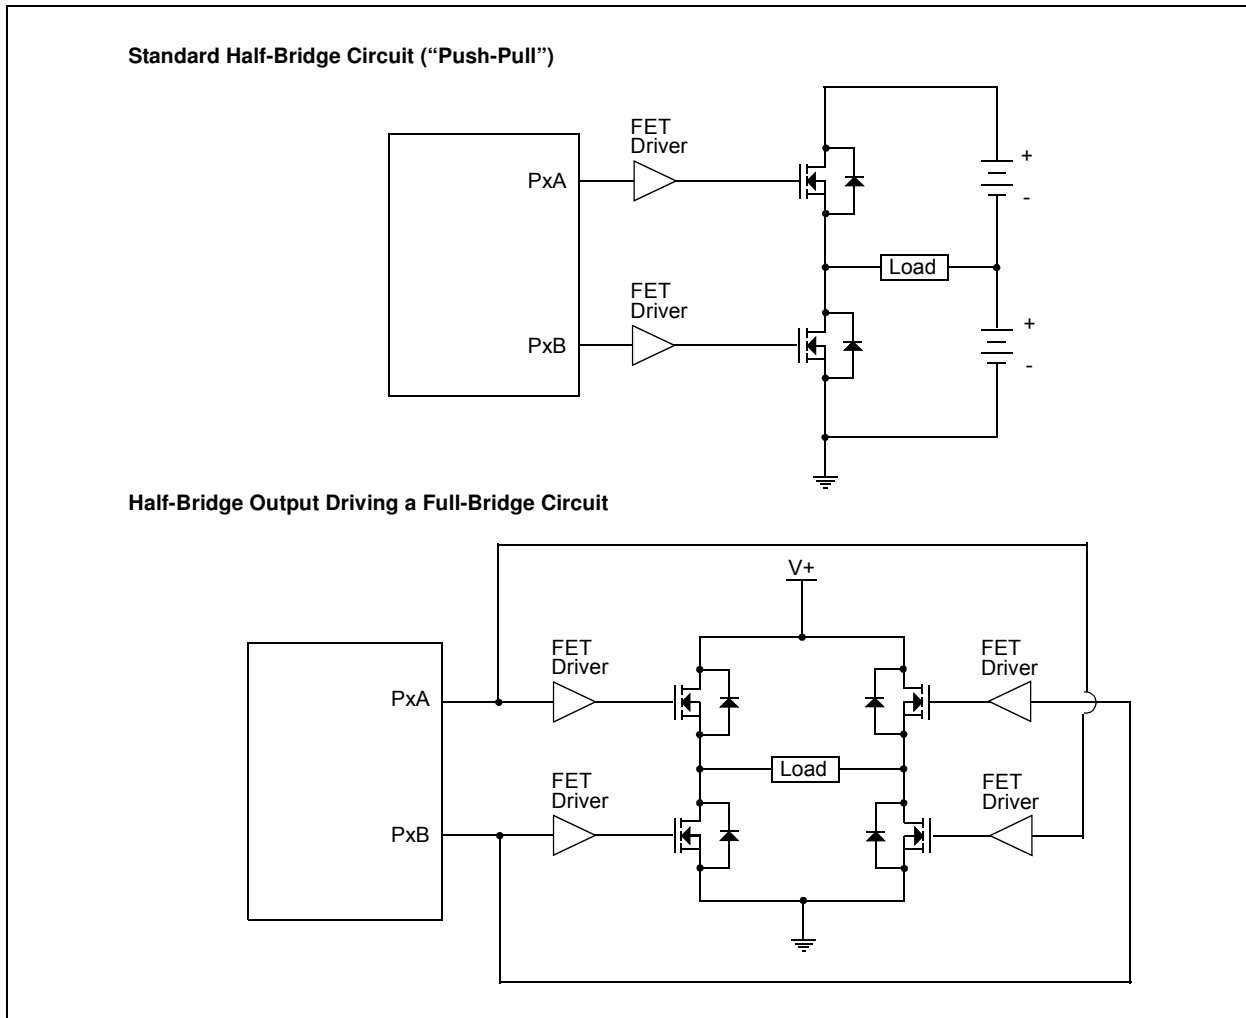 Standard Half-Bridge Circuit (“Push-Pull”)
FET
Driver
PxA
+
-
Load
FET
Driver
PxB
+
-
Half-Bridge Output Driving a Full-Bridge Circuit
V+
FET
Driver
FET
Driver
PxA
Load
FET
Driver
FET
Driver
PxB